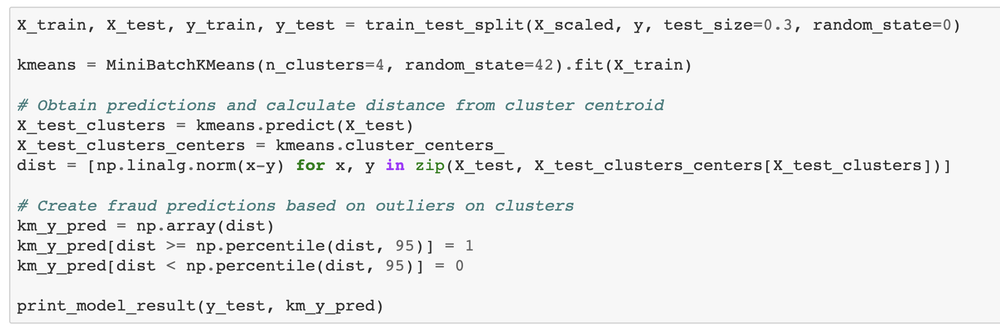 X_train, X_test, y_train, y_test = train_test_split(X_scaled, y, test_size=0.3, random_state=0)
kmeans = MiniBatchKMeans(n_clusters=4, random_state=42).fit(X_train)
# Obtain predictions and calculate distance from cluster centroid
X_test_clusters = kmeans.predict(X_test)
X_test_clusters_centers = kmeans.cluster_centers_
dist = [np.linalg.norm(x-y) for x, y in zip(X_test, X_test_clusters_centers[X_test_clusters])]
# Create fraud predictions based on outliers on clusters
km_y_pred = np.array(dist)
km_y_pred[dist >= np.percentile(dist, 95)] = 1
km_y_pred[dist < np.percentile(dist, 95)] = 0
print_model_result(y_test, km_y_pred)